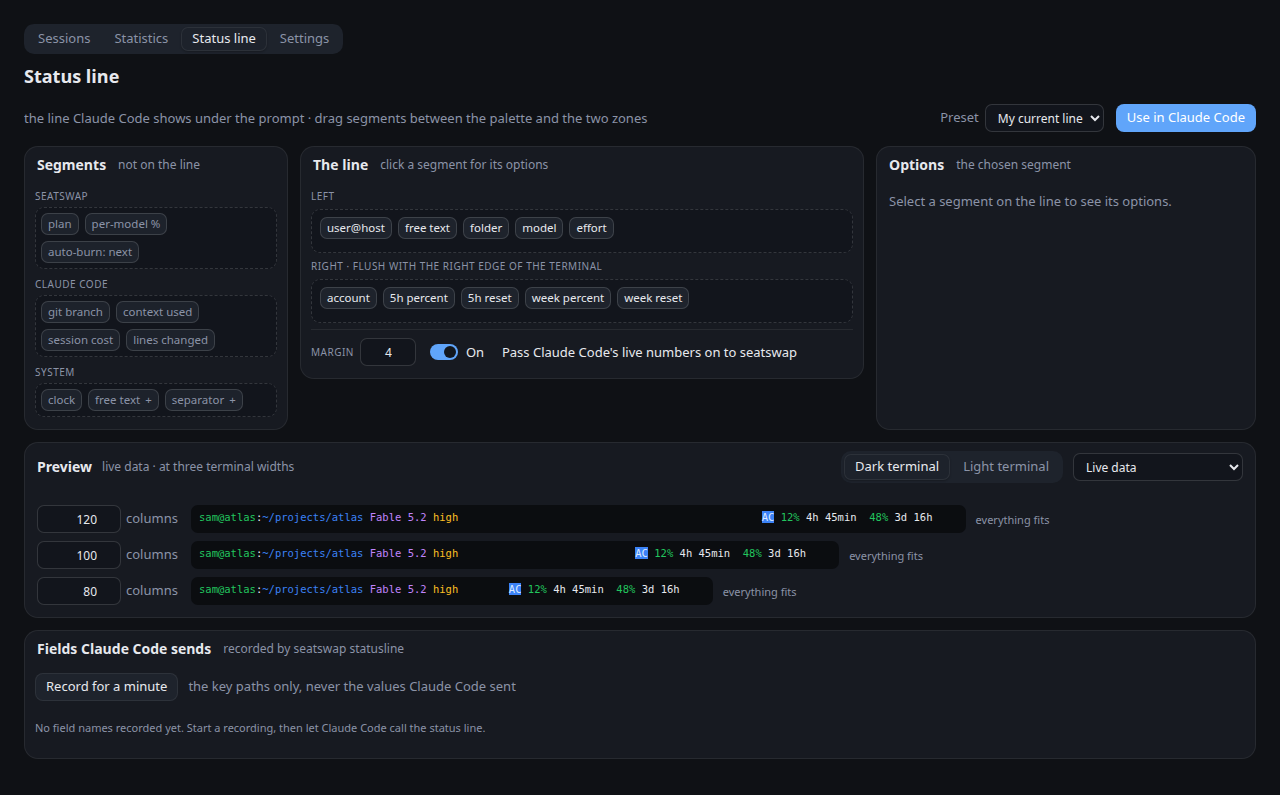 Sessions Statistics Status line Settings
Status line
the line Claude Code shows under the prompt · drag segments between the palette and the two zones
Preset My current line Use in Claude Code
Segments not on the line
SEATSWAP
plan per-model %
auto-burn: next
CLAUDE CODE
git branch context used
session cost lines changed
SYSTEM
clock free text + separator +
The line click a segment for its options
LEFT
user@host free text folder model effort
RIGHT · FLUSH WITH THE RIGHT EDGE OF THE TERMINAL
account 5h percent 5h reset week percent week reset
MARGIN 4 On Pass Claude Code's live numbers on to seatswap
Options the chosen segment
Select a segment on the line to see its options.
Preview live data · at three terminal widths
Dark terminal Light terminal Live data
120 columns sam@atlas:~/projects/atlas Fable 5.2 high AC 12% 4h 45min 48% 3d 16h everything fits
100 columns sam@atlas:~/projects/atlas Fable 5.2 high AC 12% 4h 45min 48% 3d 16h everything fits
80 columns sam@atlas:~/projects/atlas Fable 5.2 high AC 12% 4h 45min 48% 3d 16h everything fits
Fields Claude Code sends recorded by seatswap statusline
Record for a minute the key paths only, never the values Claude Code sent
No field names recorded yet. Start a recording, then let Claude Code call the status line.